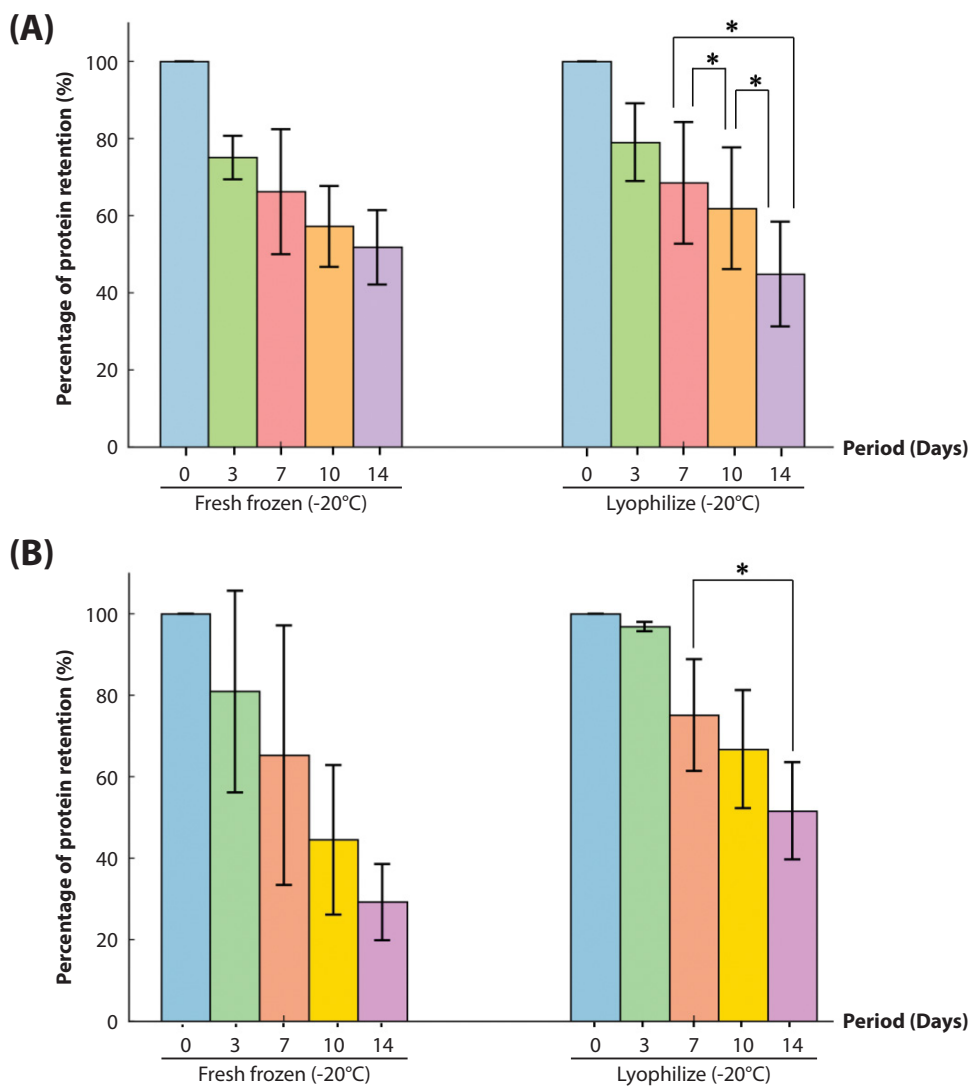 (A)
Percentage of protein retention (%)
100
80
60
40
20
0
* * *
0 3 7 10 14 0 3 7 10 14
Period (Days)
Fresh frozen (-20°C) Lyophilize (-20°C)
(B)
Percentage of protein retention (%)
100
80
60
40
20
0
*
0 3 7 10 14 0 3 7 10 14
Period (Days)
Fresh frozen (-20°C) Lyophilize (-20°C)